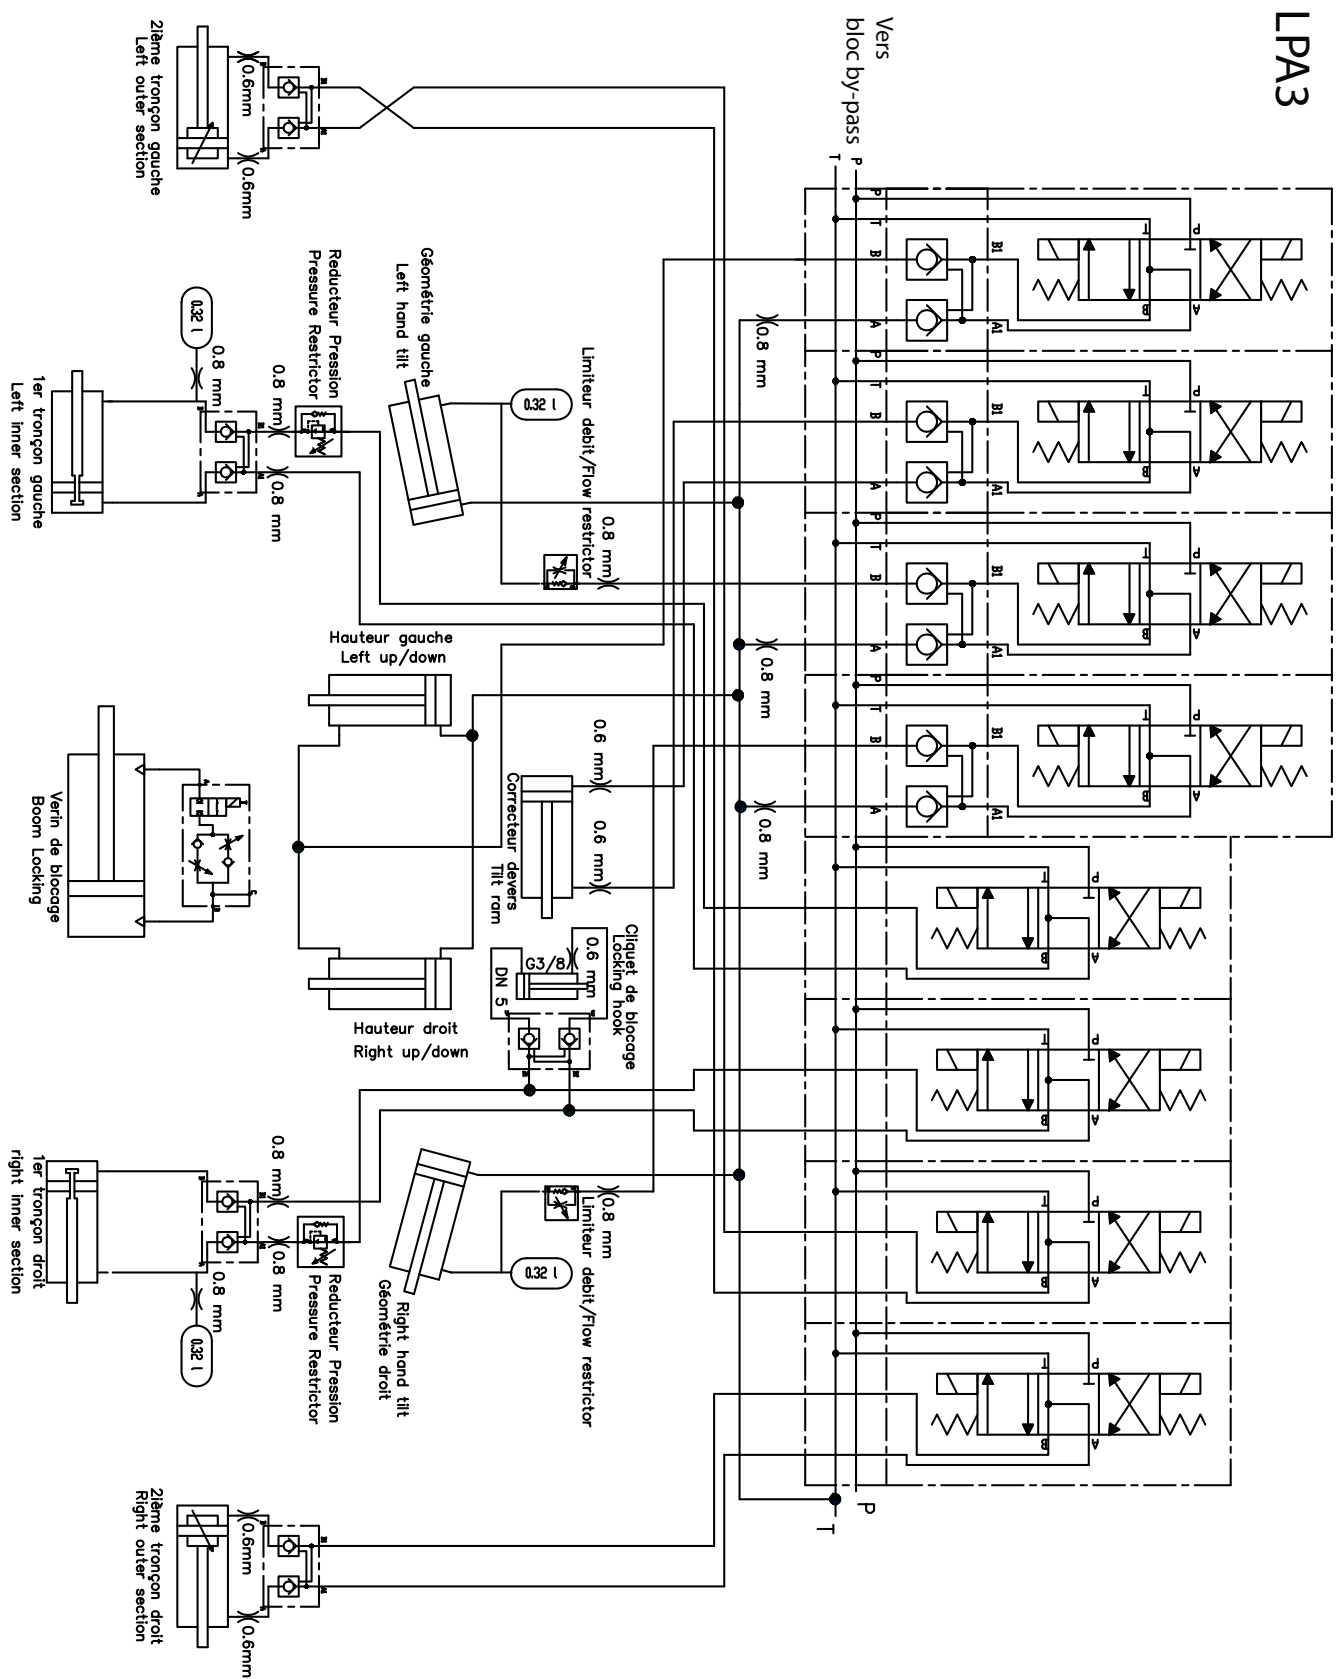 LPA3
Vers
bloc by-pass
T
P
2ième tronçon gauche
Left outer section
0.6mm
0.6mm
P
T
B
A
B1
A1
T
P
B
A
0.8 mm
P
T
B
A
B1
A1
T
P
B
A
P
T
B
A
B1
A1
T
P
B
A
0.8 mm
P
T
B
A
B1
A1
T
P
B
A
0.8 mm
T
P
B
A
T
P
B
A
T
P
B
A
T
P
B
A
P
T
Géométrie gauche
Left hand tilt
0.32 l
Limiteur debit/Flow restrictor
0.8 mm
Reducteur Pression
Pressure Restrictor
0.32 l
0.8 mm
0.8 mm
0.8 mm
1er tronçon gauche
Left inner section
Hauteur gauche
Left up/down
0.6 mm
0.6 mm
Correcteur devers
Tilt ram
Verin de blocage
Boom Locking
Cliquet de blocage
Locking hook
0.6 mm
G3/8
DN 5
Hauteur droit
Right up/down
0.8 mm
Limiteur debit/Flow restrictor
0.32 l
Right hand tilt
Géométrie droit
Reducteur Pression
Pressure Restrictor
0.8 mm
0.8 mm
0.8 mm
0.32 l
1er tronçon droit
right inner section
2ième tronçon droit
Right outer section
0.6mm
0.6mm